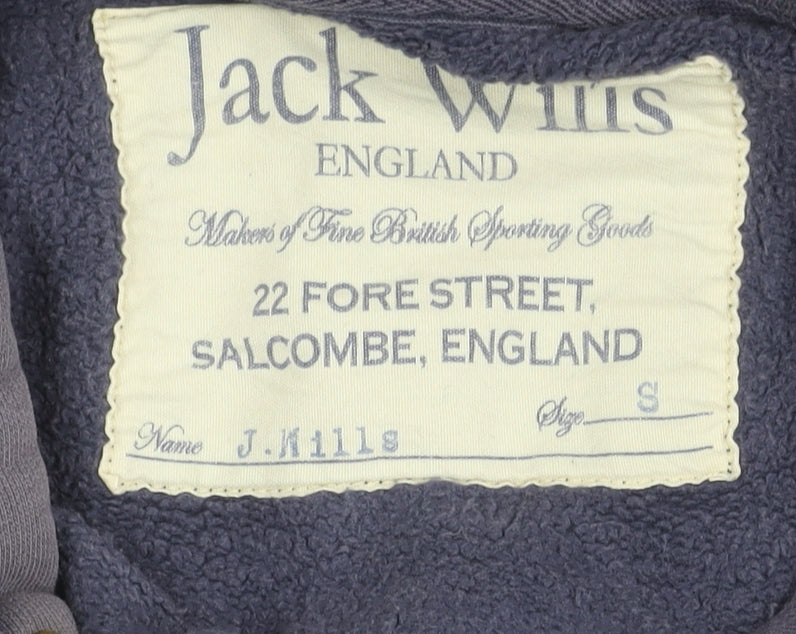 Jack Wills
ENGLAND
Makers of Fine British Sporting Goods
22 FORE STREET,
SALCOMBE, ENGLAND
Size S
Name J.Wills